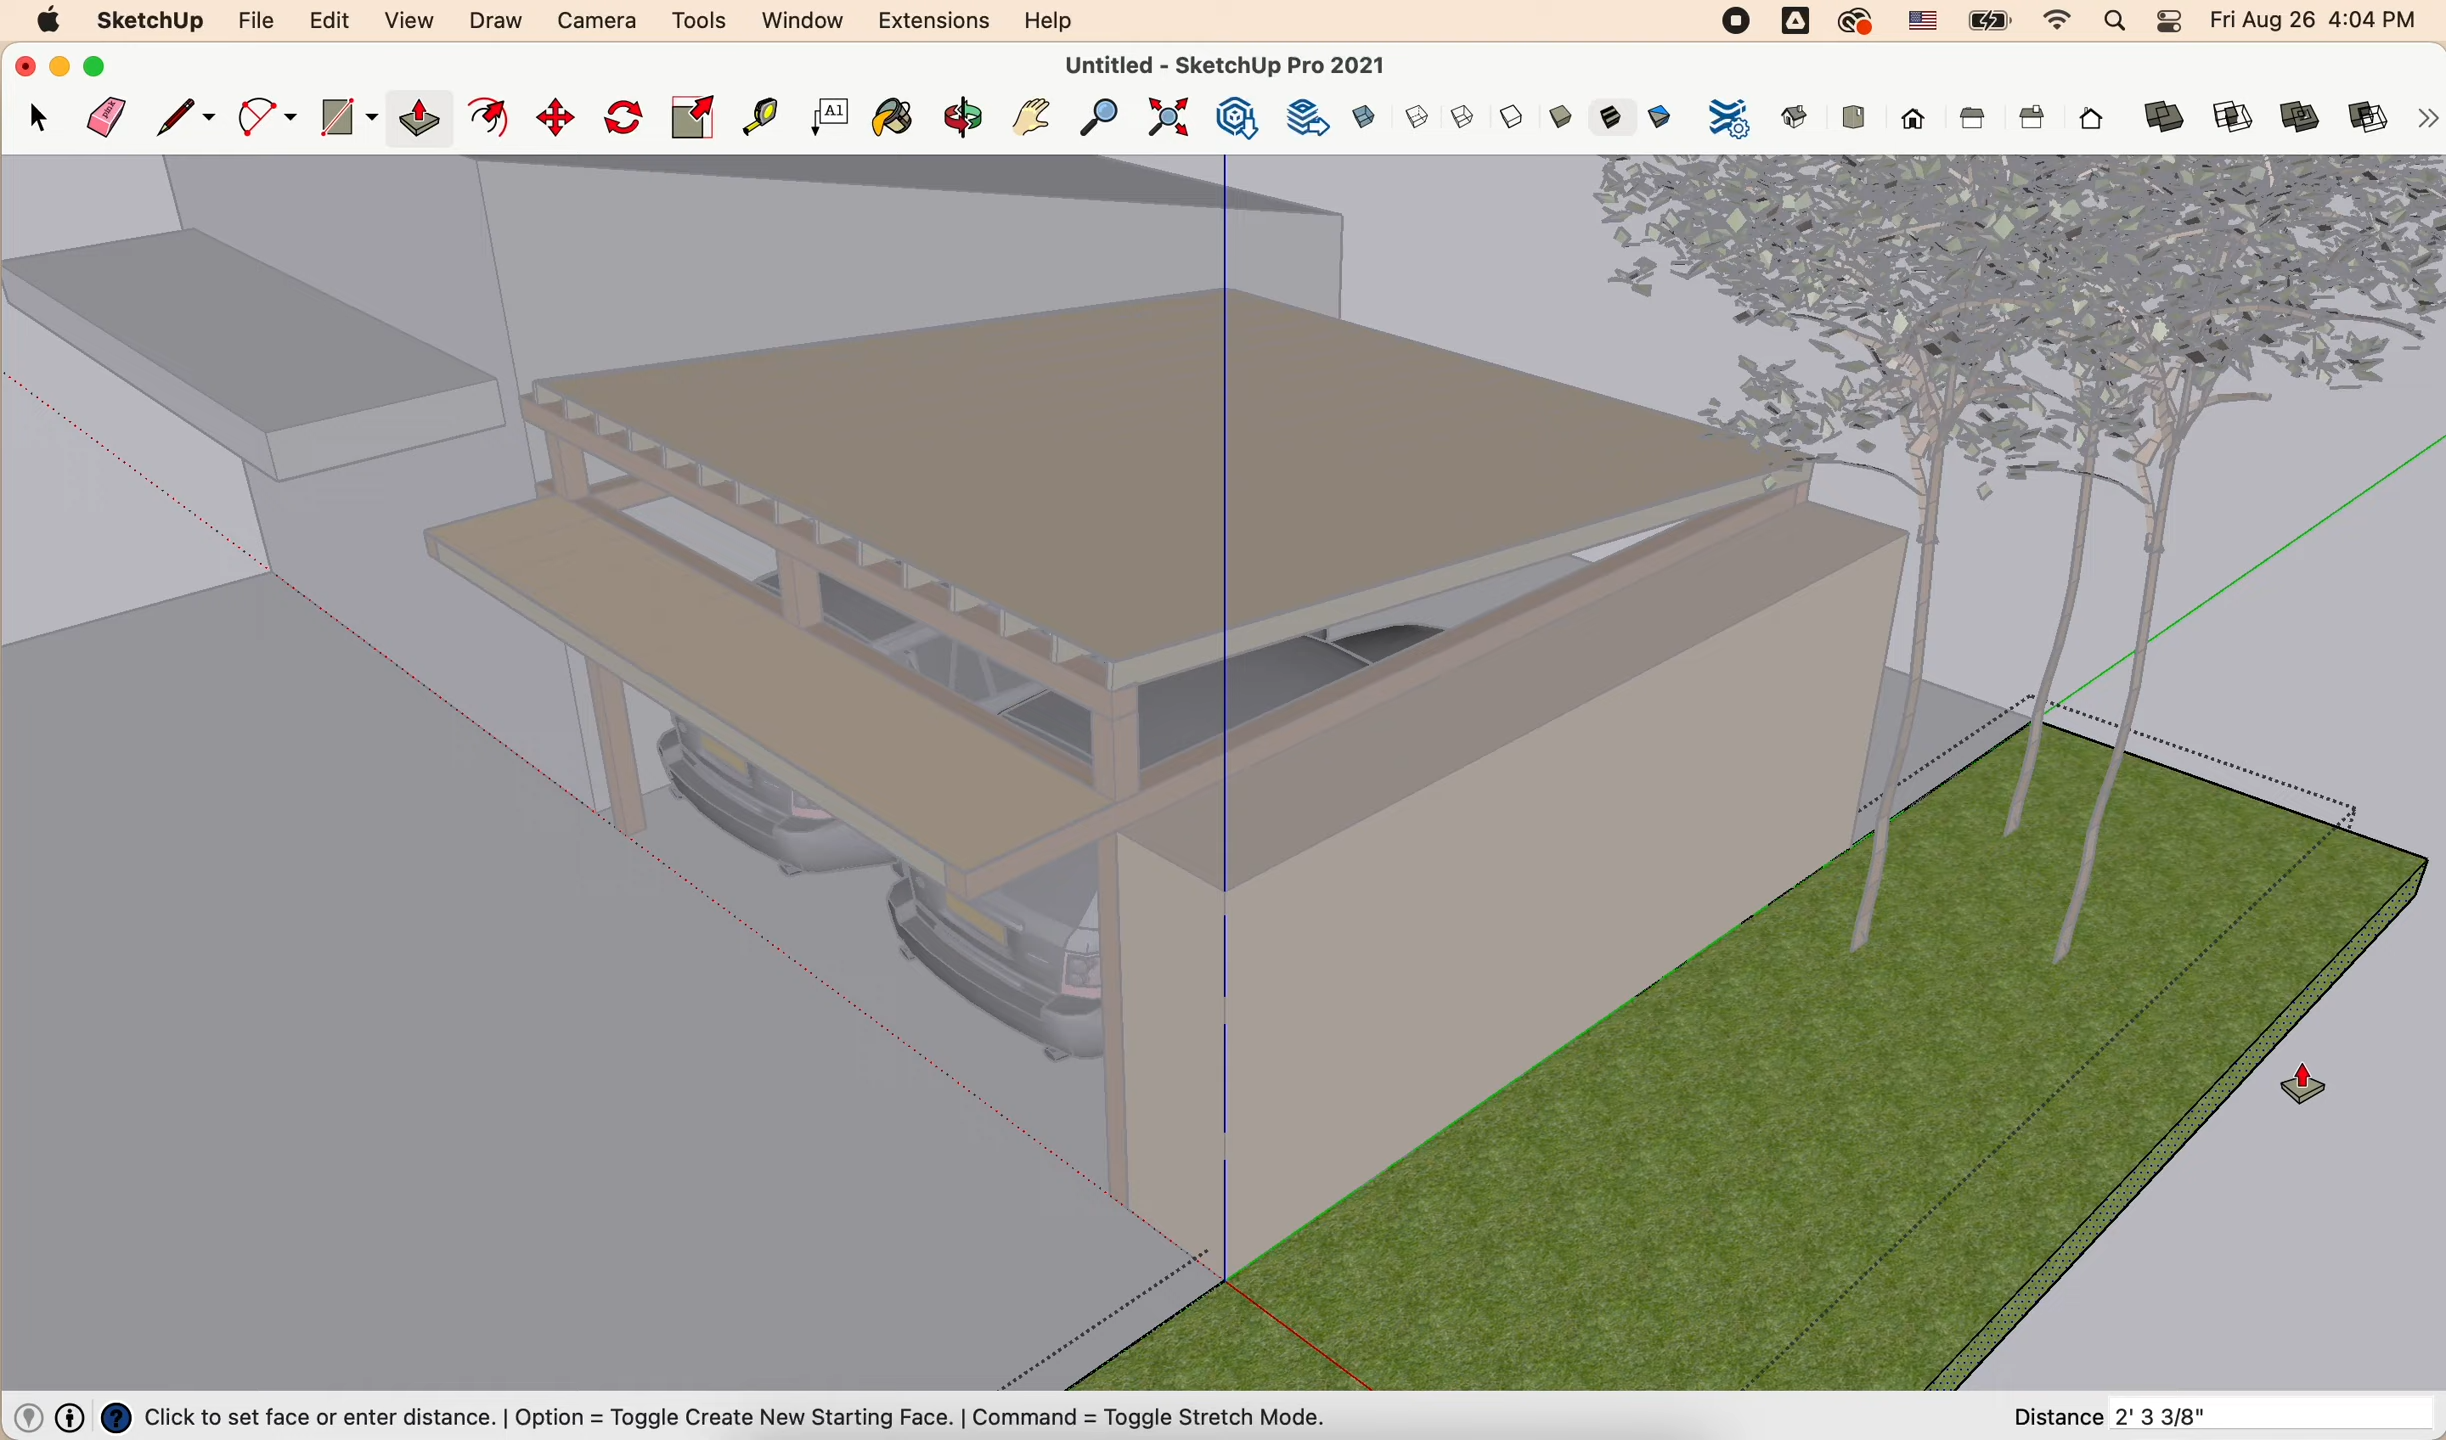 SketchUp File Edit View Draw Camera Tools Window Extensions Help Fri Aug 26 4:04 PM
Untitled - SketchUp Pro 2021
A1
Click to set face or enter distance. | Option = Toggle Create New Starting Face. | Command = Toggle Stretch Mode. Distance 2' 3 3/8"